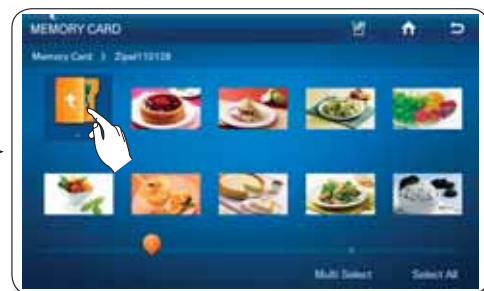 MEMORY CARD
Memory Card > Zipel110128
Multi Select
Select All